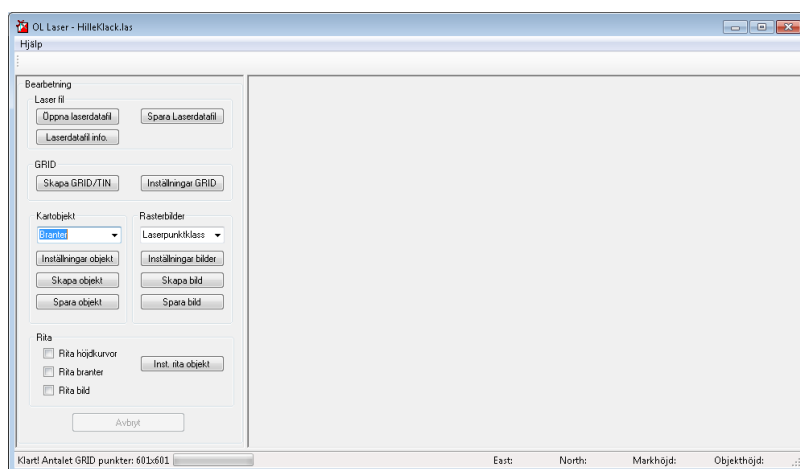 OL Laser - HilleKlack.las
Hjälp
Bearbetning
Laser fil
Öppna laserdatafil
Spara Laserdatafil
Laserdatafil info.
GRID
Skapa GRID/TIN
Inställningar GRID
Kartobjekt
Rasterbilder
Branter
Laserpunktklass
Inställningar objekt
Inställningar bilder
Skapa objekt
Skapa bild
Spara objekt
Spara bild
Rita
Rita höjdkurvor
Inst. rita objekt
Rita branter
Rita bild
Avbryt
Klart! Antalet GRID punkter: 601x601
East:
North:
Markhöjd:
Objekthöjd: